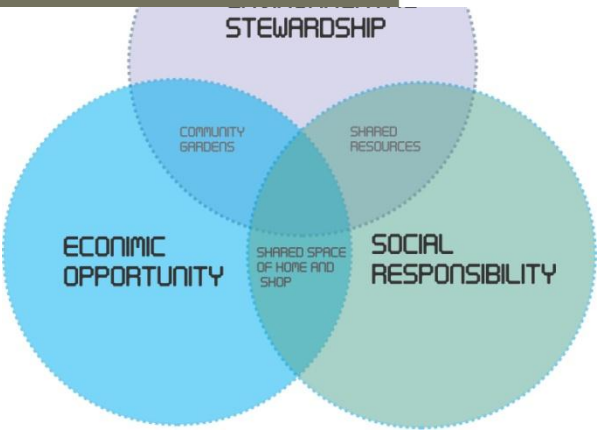 STEWARDSHIP
COMMUNITY
GARDENS
SHARED
RESOURCES
ECONIMIC
OPPORTUNITY
SHARED SPACE
OF HOME AND
SHOP
SOCIAL
RESPONSIBILITY